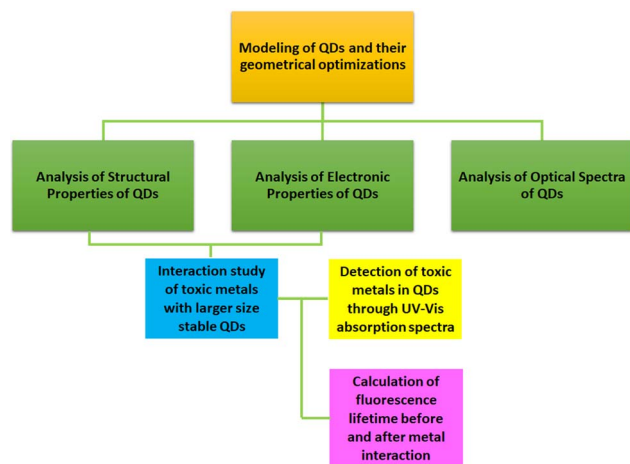 Modeling of QDs and their
geometrical optimizations
Analysis of Structural
Properties of QDs
Analysis of Electronic
Properties of QDs
Analysis of Optical Spectra
of QDs
Interaction study
of toxic metals
with larger size
stable QDs
Detection of toxic
metals in QDs
through UV-Vis
absorption spectra
Calculation of
fluorescence
lifetime before
and after metal
interaction